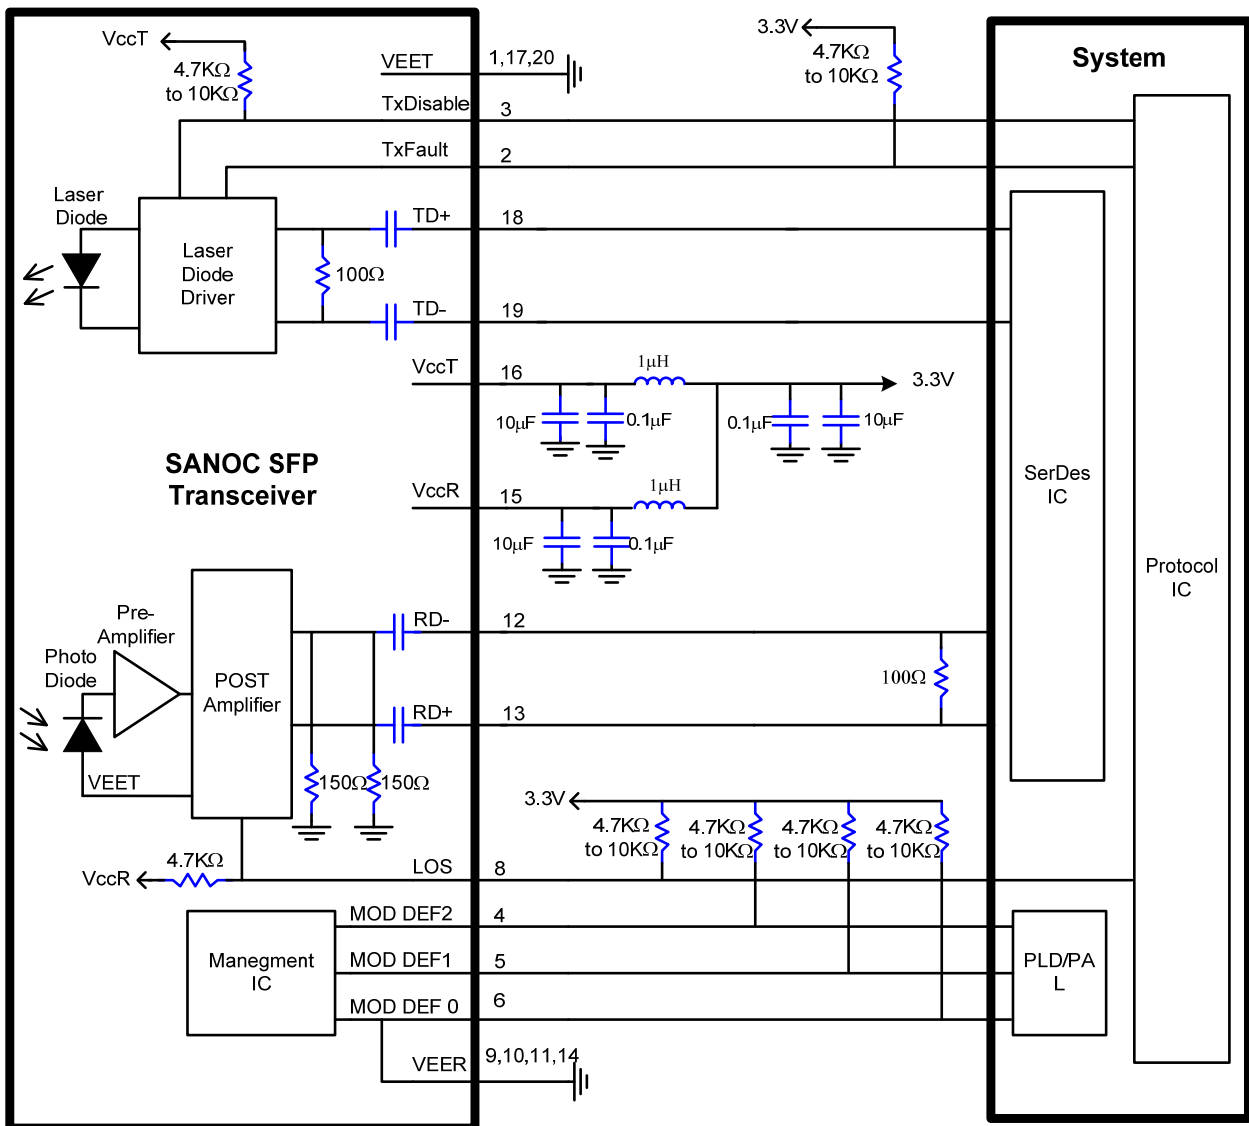 VccT
4.7KΩ
to 10KΩ
VEET
1,17,20
3.3V
4.7KΩ
to 10KΩ
System
TxDisable
3
TxFault
2
Laser
Diode
Laser
Diode
Driver
100Ω
TD+
18
TD-
19
VccT
16
1μH
3.3V
10μF
0.1μF
0.1μF
10μF
SANOC SFP
Transceiver
VccR
15
1μH
10μF
0.1μF
SerDes
IC
Protocol
IC
Pre-
Amplifier
Photo
Diode
POST
Amplifier
RD-
12
100Ω
RD+
13
VEET
150Ω
150Ω
3.3V
4.7KΩ
to 10KΩ
4.7KΩ
to 10KΩ
4.7KΩ
to 10KΩ
4.7KΩ
to 10KΩ
VccR
4.7KΩ
LOS
8
Manegment
IC
MOD DEF2
4
MOD DEF1
5
MOD DEF 0
6
PLD/PA
L
VEER
9,10,11,14